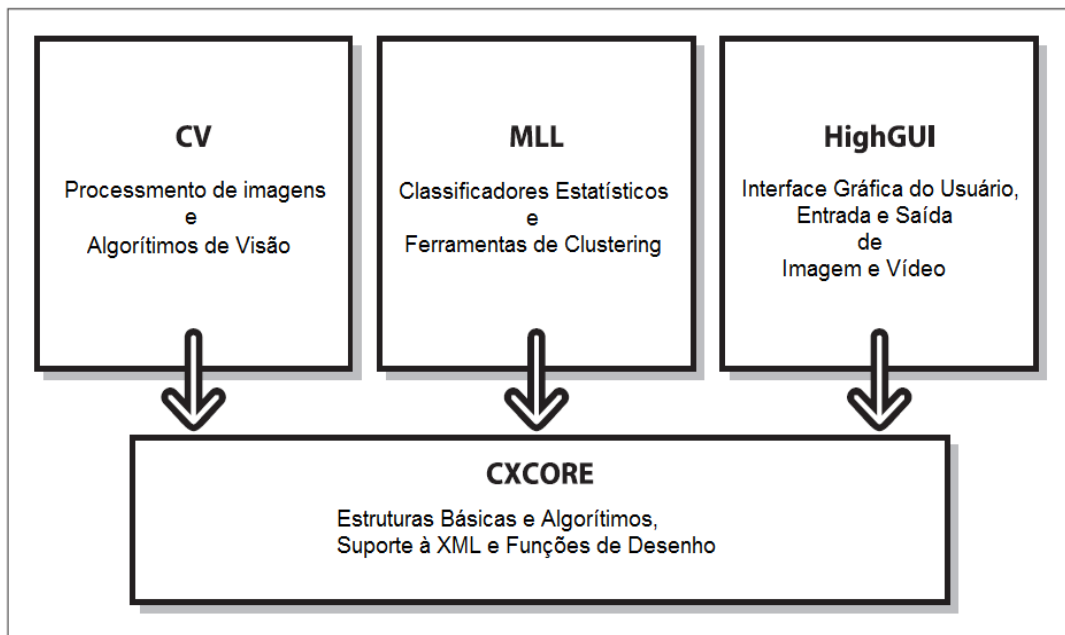 CV
Processmento de imagens
e
Algorítimos de Visão
MLL
Classificadores Estatísticos
e
Ferramentas de Clustering
HighGUI
Interface Gráfica do Usuário,
Entrada e Saída
de
Imagem e Vídeo
CXCORE
Estruturas Básicas e Algorítimos,
Suporte à XML e Funções de Desenho